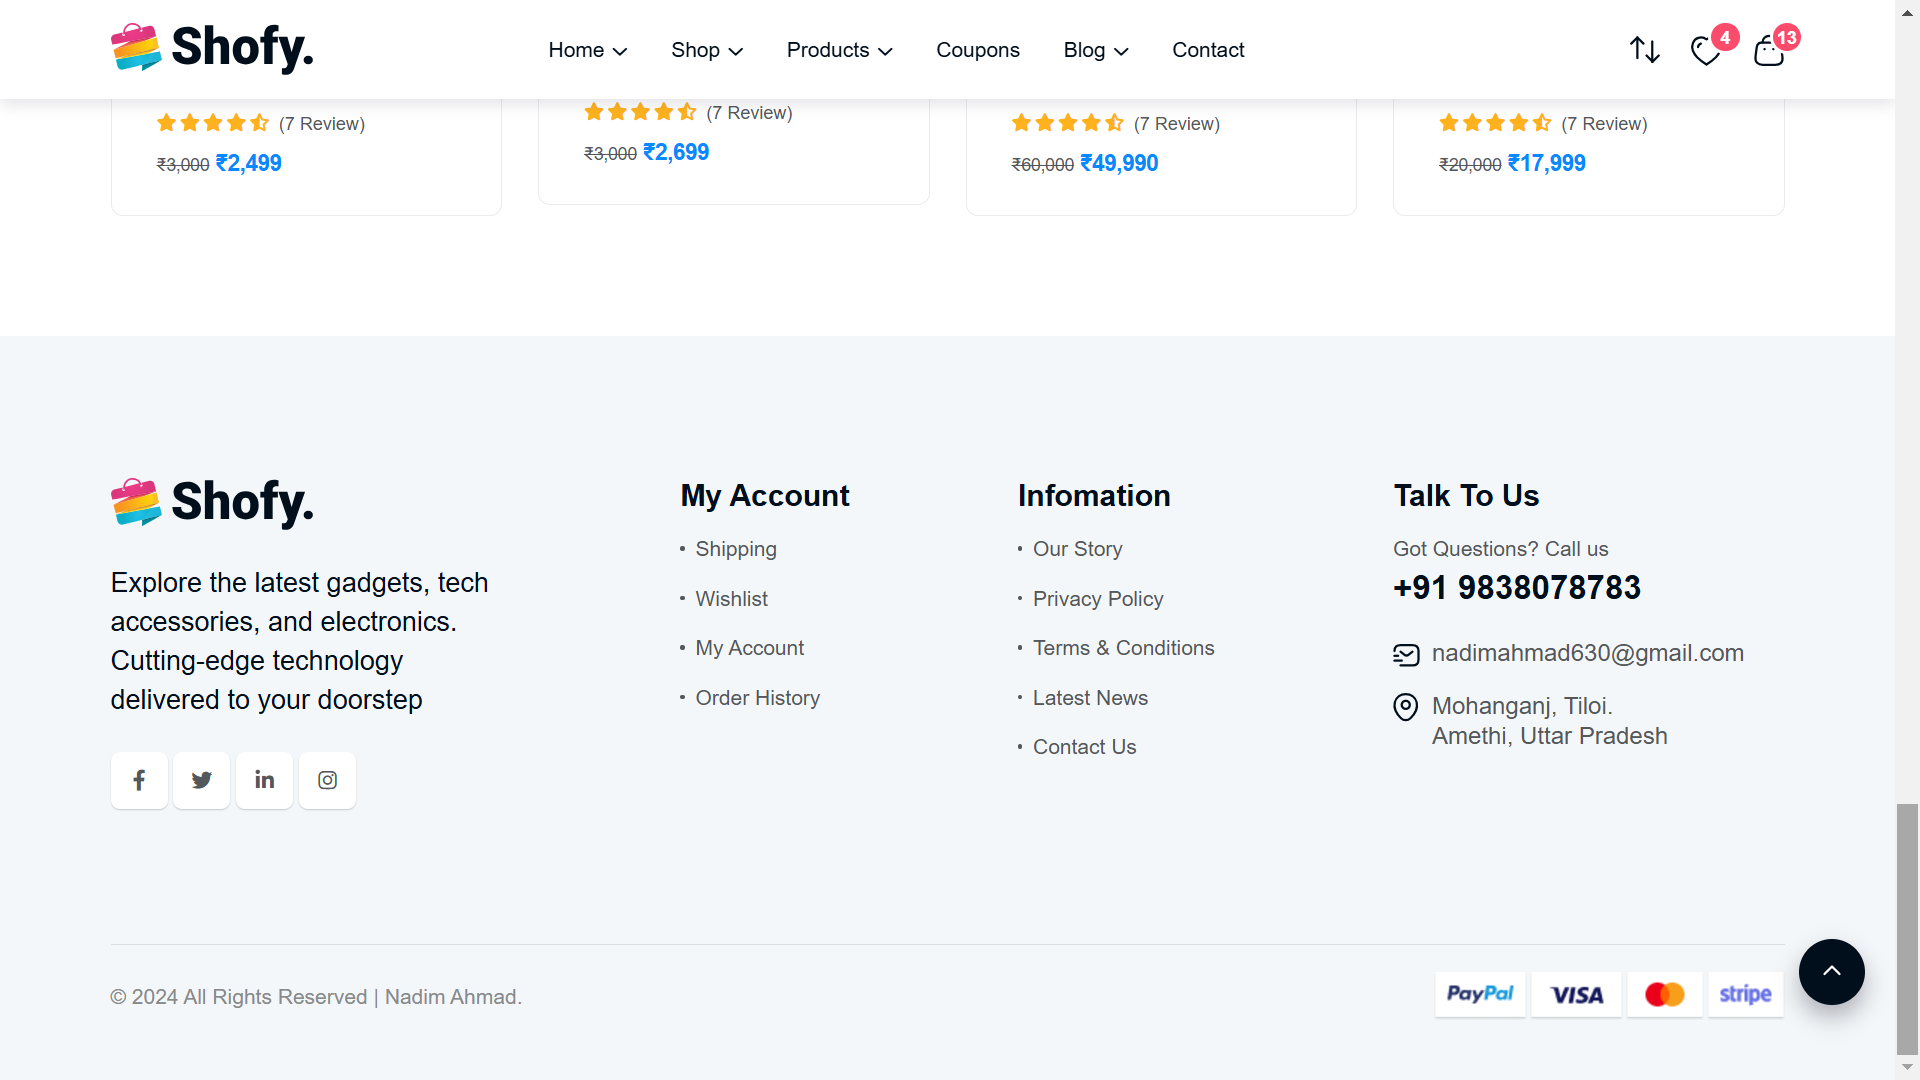 Shofy.
Home Shop Products Coupons Blog Contact
4 13
(7 Review) (7 Review) (7 Review) (7 Review)
₹3,000 ₹2,499 ₹3,000 ₹2,699 ₹60,000 ₹49,990 ₹20,000 ₹17,999
Shofy.
Explore the latest gadgets, tech
accessories, and electronics.
Cutting-edge technology
delivered to your doorstep
My Account
Shipping
Wishlist
My Account
Order History
Infomation
Our Story
Privacy Policy
Terms & Conditions
Latest News
Contact Us
Talk To Us
Got Questions? Call us
+91 9838078783
nadimahmad630@gmail.com
Mohanganj, Tiloi.
Amethi, Uttar Pradesh
© 2024 All Rights Reserved | Nadim Ahmad.
PayPal VISA stripe